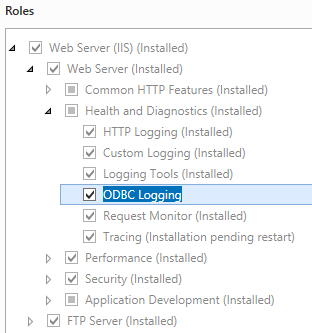 Roles
Web Server (IIS) (Installed)
Web Server (Installed)
Common HTTP Features (Installed)
Health and Diagnostics (Installed)
HTTP Logging (Installed)
Custom Logging (Installed)
Logging Tools (Installed)
ODBC Logging
Request Monitor (Installed)
Tracing (Installation pending restart)
Performance (Installed)
Security (Installed)
Application Development (Installed)
FTP Server (Installed)